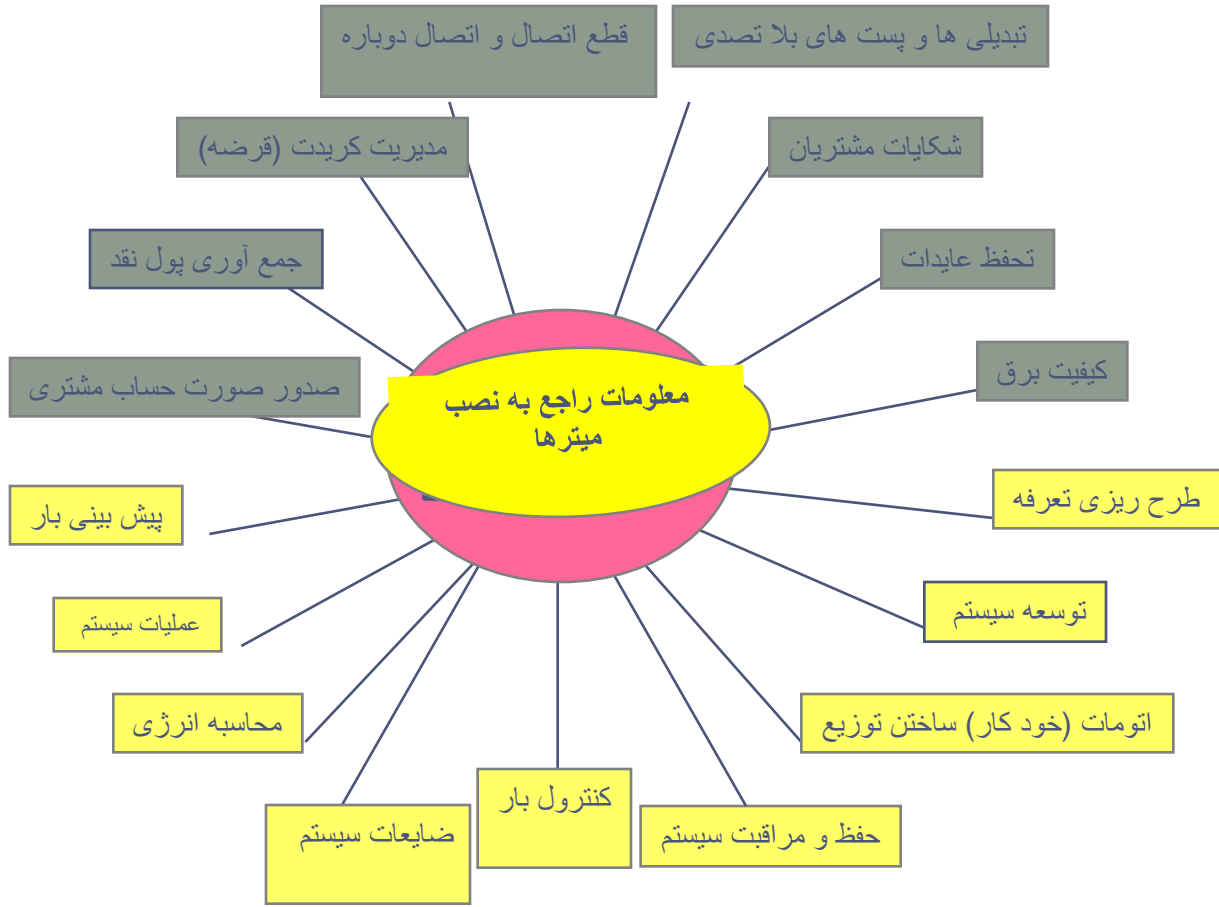 تبدیلی ها و پست های بلا تصدی
قطع اتصال و اتصال دوباره
شکایات مشتریان
مدیریت کریدت (قرضه)
تحفظ عایدات
جمع آوری پول نقد
کیفیت برق
صدور صورت حساب مشتری
معلومات راجع به نصب
میترها
طرح ریزی تعرفه
پیش بینی بار
توسعه سیستم
عملیات سیستم
اتومات (خود کار) ساختن توزیع
محاسبه انرژی
حفظ و مراقبت سیستم
کنترول بار
ضایعات سیستم